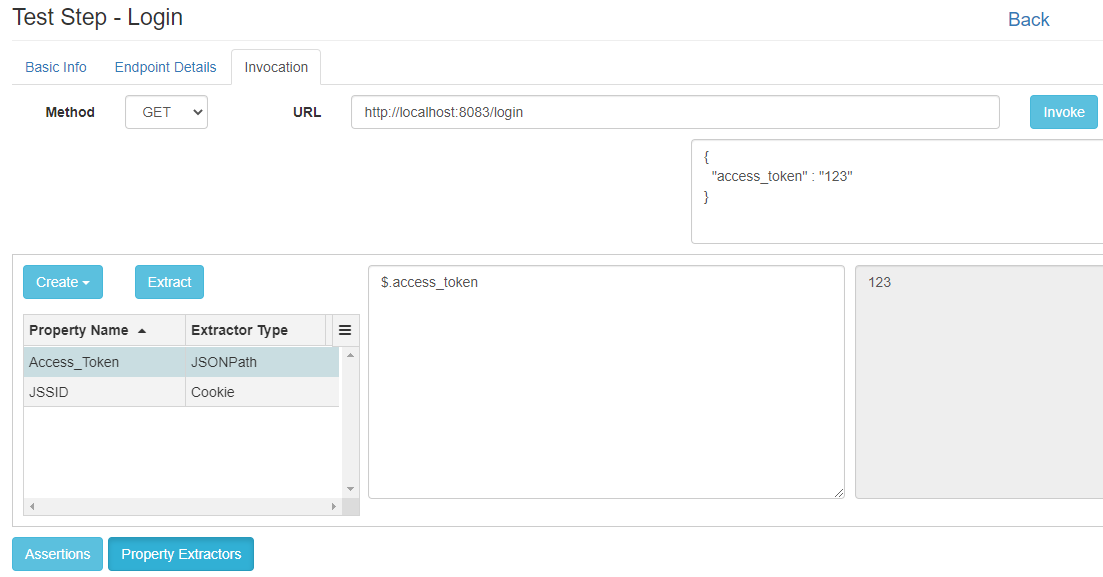 Test Step - Login
Back
Basic Info
Endpoint Details
Invocation
Method
GET
URL
http://localhost:8083/login
Invoke
{
"access_token" : "123"
}
Create
Extract
Property Name
Extractor Type
Access_Token
JSONPath
JSSID
Cookie
$.access_token
123
Assertions
Property Extractors